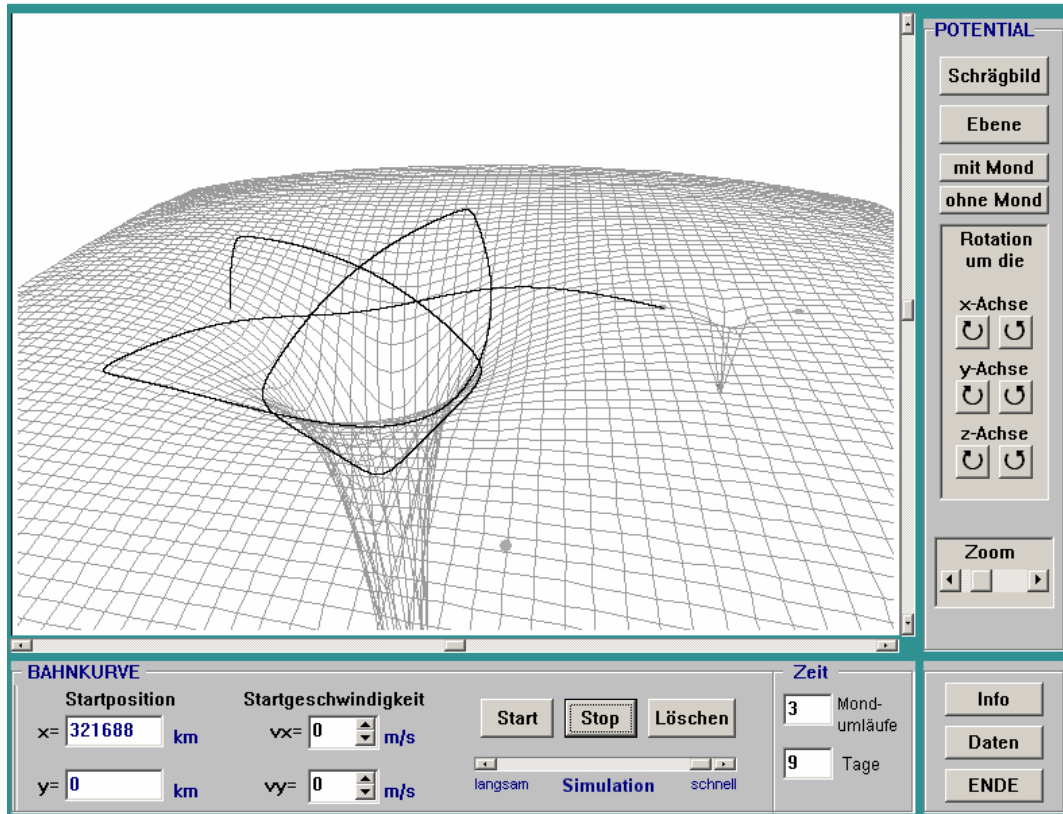 POTENTIAL
Schrägbild
Ebene
mit Mond
ohne Mond
Rotation
um die
x-Achse
y-Achse
z-Achse
Zoom
BAHNKURVE
Startposition
x= 321688 km
y= 0 km
Startgeschwindigkeit
vx= 0 m/s
vy= 0 m/s
Start Stop Löschen
langsam Simulation schnell
Zeit
3 Mond-
umläufe
9 Tage
Info
Daten
ENDE